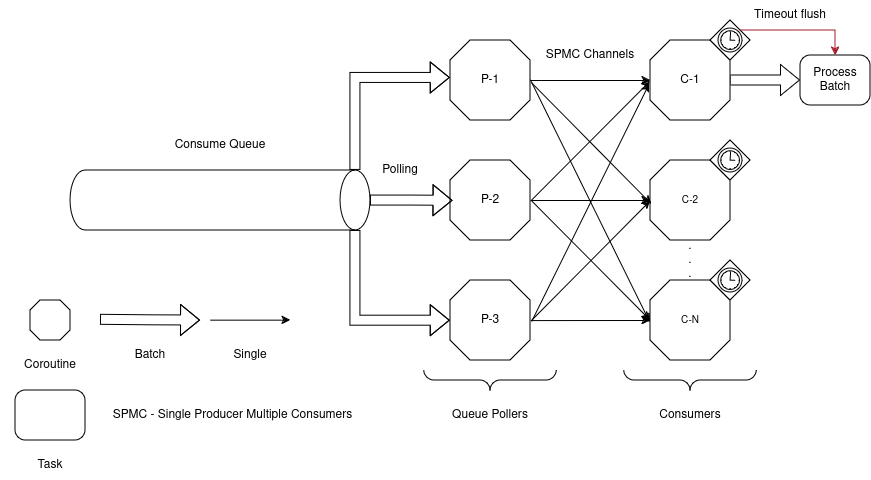 Timeout flush
SPMC Channels
P-1
C-1
Process
Batch
Consume Queue
Polling
P-2
C-2
.
.
.
P-3
C-N
Coroutine
Batch
Single
SPMC - Single Producer Multiple Consumers
Queue Pollers
Consumers
Task